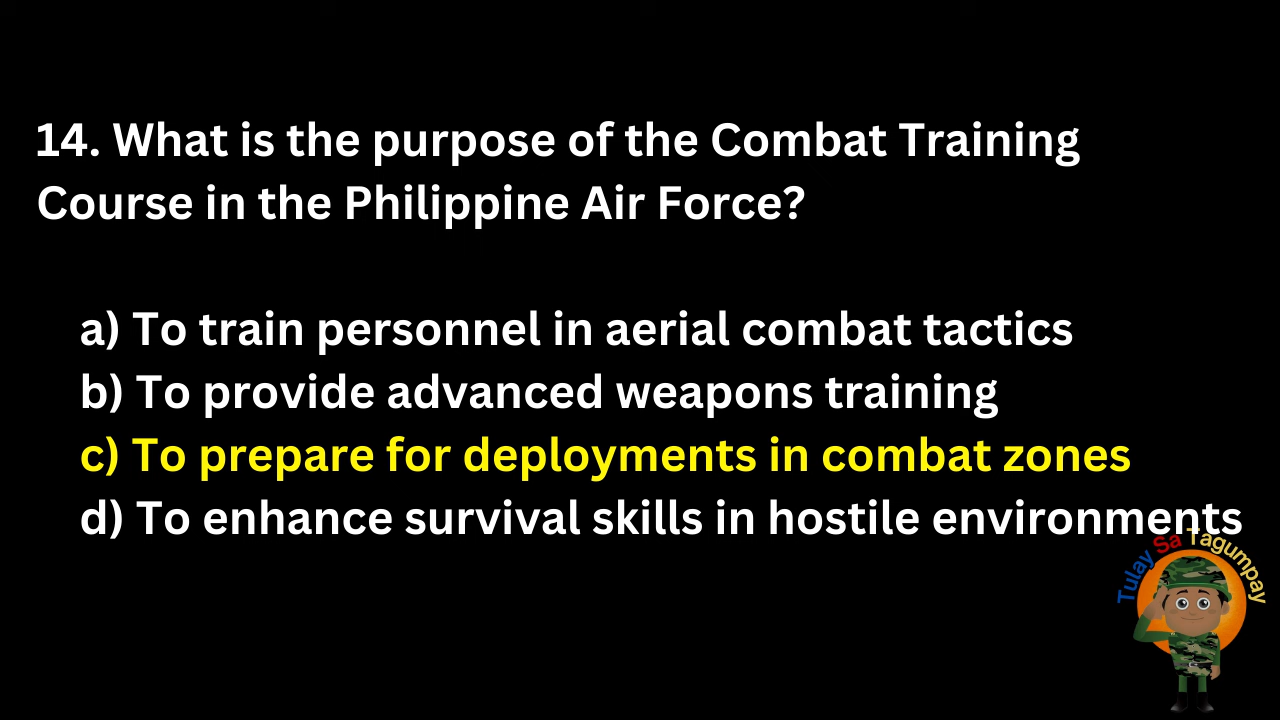 14. What is the purpose of the Combat Training
Course in the Philippine Air Force?
a) To train personnel in aerial combat tactics
b) To provide advanced weapons training
c) To prepare for deployments in combat zones
d) To enhance survival skills in hostile environments
Tulay Sa Tagumpay